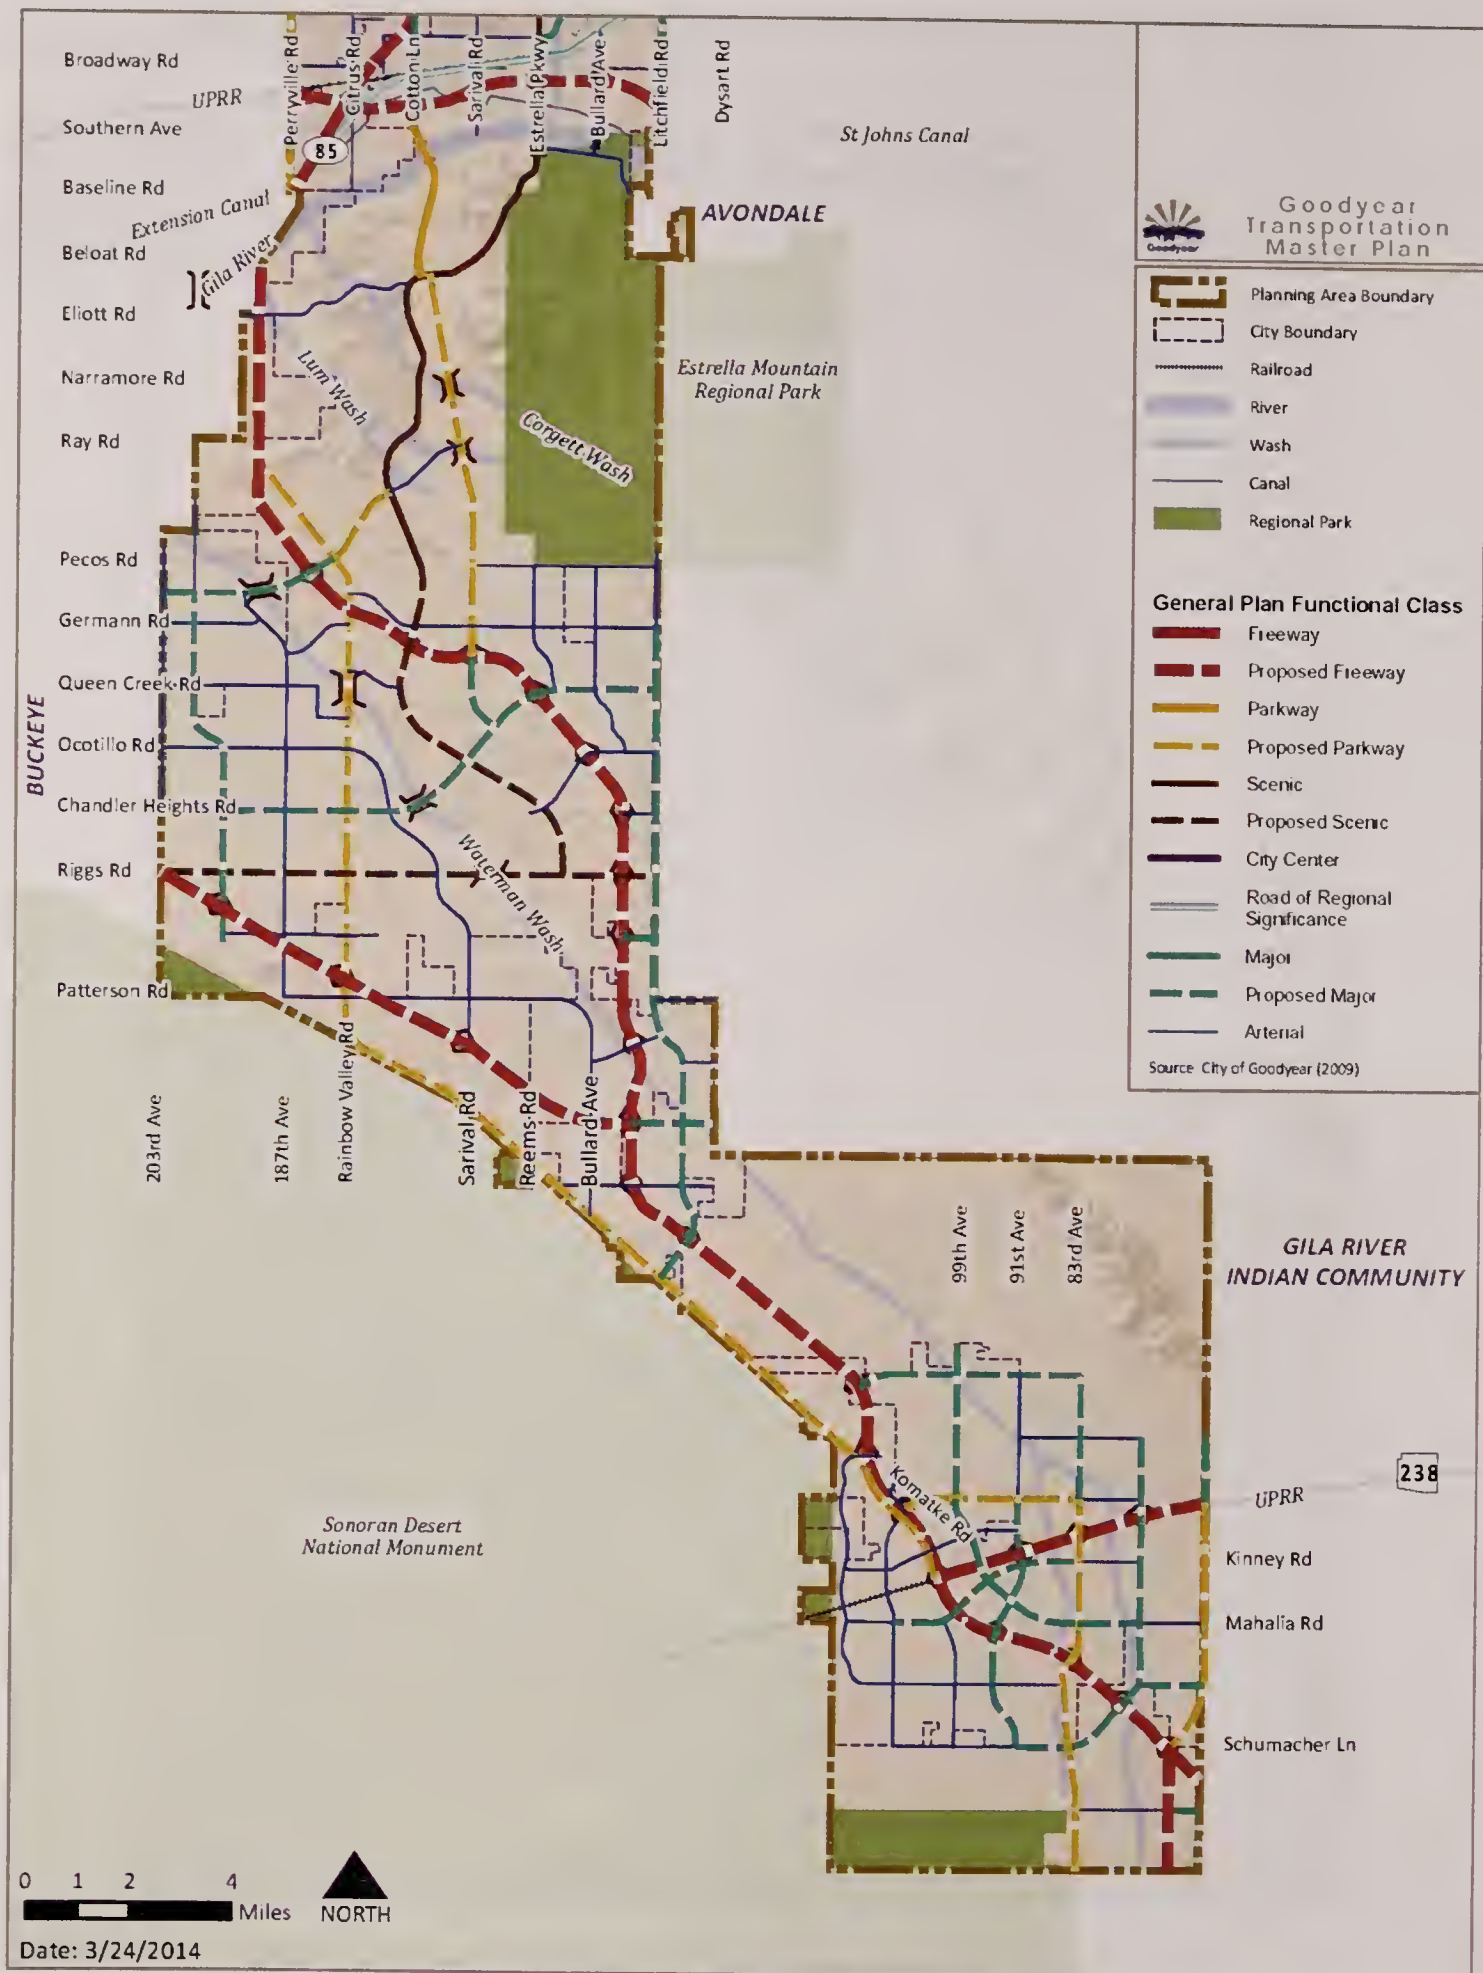 Broadway Rd
UPRR
Southern Ave
85
Baseline Rd
Extension Canal
Beloat Rd
Gila River
Eliott Rd
Narramore Rd
Ray Rd
Pecos Rd
Germann Rd
Queen Creek Rd
Ocotillo Rd
Chandler Heights Rd
Riggs Rd
Patterson Rd
BUCKEYE
Perryville Rd
Citrus Rd
Cotton Ln
Sarival Rd
Estrella Pkwy
Bullard Ave
Litchfield Rd
Dysart Rd
St Johns Canal
AVONDALE
Lum Wash
Corgett Wash
Estrella Mountain
Regional Park
Waterman Wash
203rd Ave
187th Ave
Rainbow Valley Rd
Sarival Rd
Reems Rd
Bullard Ave
99th Ave
91st Ave
83rd Ave
GILA RIVER
INDIAN COMMUNITY
Komatke Rd
238
UPRR
Kinney Rd
Mahalia Rd
Schumacher Ln
Sonoran Desert
National Monument
Goodyear
Goodyear
Transportation
Master Plan
Planning Area Boundary
City Boundary
Railroad
River
Wash
Canal
Regional Park
General Plan Functional Class
Freeway
Proposed Freeway
Parkway
Proposed Parkway
Scenic
Proposed Scenic
City Center
Road of Regional
Significance
Major
Proposed Major
Arterial
Source City of Goodyear (2009)
0 1 2 4
Miles
NORTH
Date: 3/24/2014